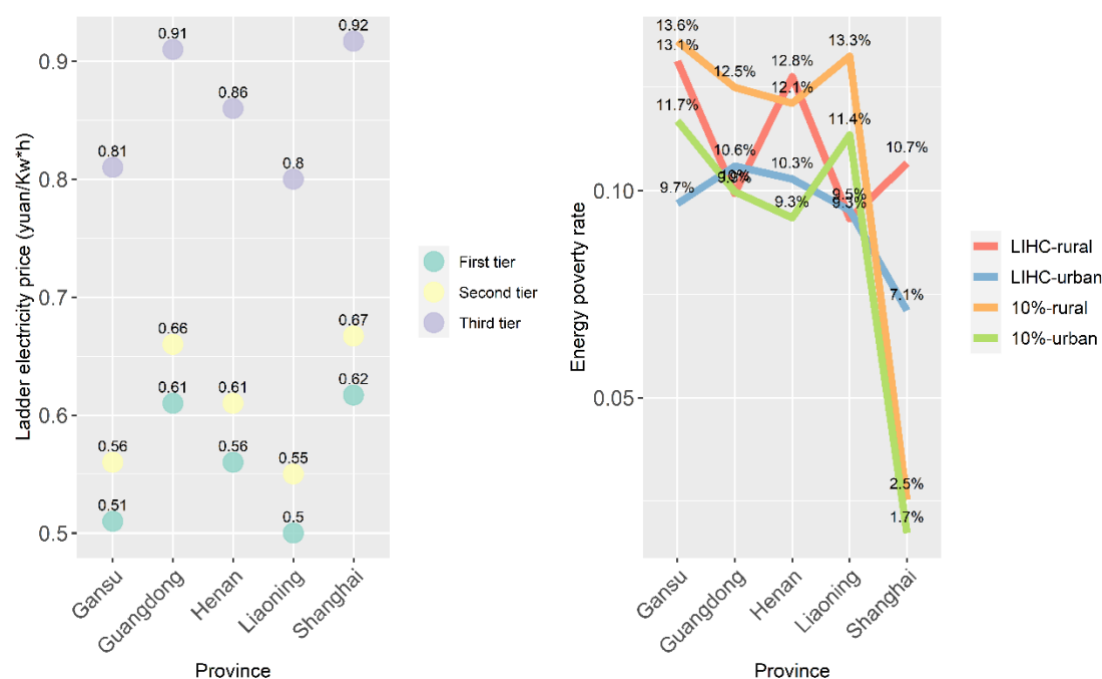 0.92
0.91
0.9
0.86
0.81
0.8
0.8
0.7
0.67
0.66
0.62
0.61
0.61
0.6
0.56
0.56
0.55
0.51
0.5
0.5
Ladder electricity price (yuan/Kw*h)
Gansu
Guangdong
Henan
Liaoning
Shanghai
Province
First tier
Second tier
Third tier
13.6%
13.1%
13.3%
12.8%
12.5%
12.1%
11.7%
11.4%
10.6%
10.3%
10.7%
0.10
9.7%
9.5%
9.3%
9.3%
7.1%
0.05
2.5%
1.7%
Energy poverty rate
Gansu
Guangdong
Henan
Liaoning
Shanghai
Province
LIHC-rural
LIHC-urban
10%-rural
10%-urban